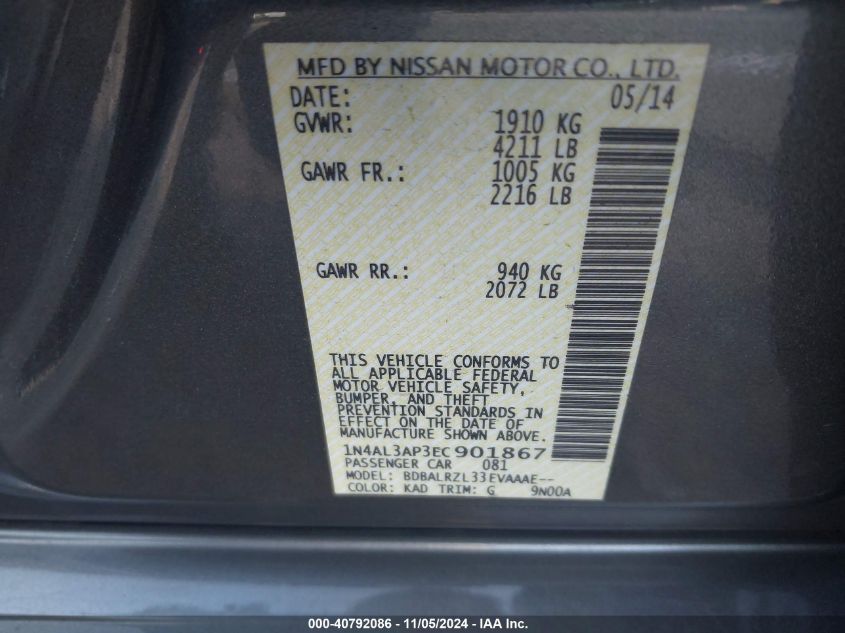 MFD BY NISSAN MOTOR CO., LTD.
DATE: 05/14
GVWR: 1910 KG
4211 LB
GAWR FR.: 1005 KG
2216 LB
GAWR RR.: 940 KG
2072 LB
THIS VEHICLE CONFORMS TO
ALL APPLICABLE FEDERAL
MOTOR VEHICLE SAFETY,
BUMPER, AND THEFT
PREVENTION STANDARDS IN
EFFECT ON THE DATE OF
MANUFACTURE SHOWN ABOVE.
1N4AL3AP3EC901867
PASSENGER CAR 081
MODEL: BDBALRZL33EVAAAE--
COLOR: KAD TRIM: G 9N00A
000-40792086 - 11/05/2024 - IAA Inc.